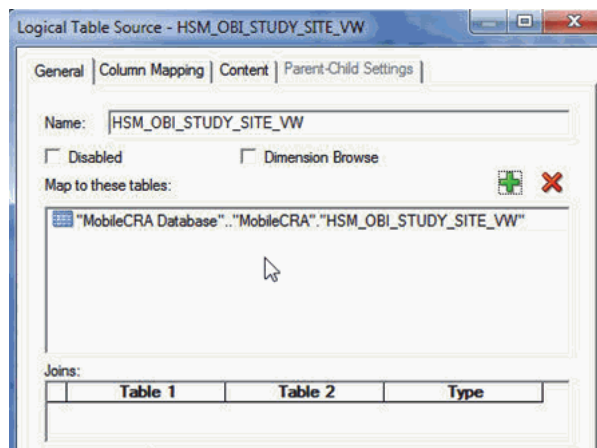 Logical Table Source - HSM_OBI_STUDY_SITE_VW
General Column Mapping Content Parent-Child Settings
Name: HSM_OBI_STUDY_SITE_VW
Disabled Dimension Browse
Map to these tables:
"MobileCRA Database".."MobileCRA"."HSM_OBI_STUDY_SITE_VW"
Joins:
Table 1 Table 2 Type